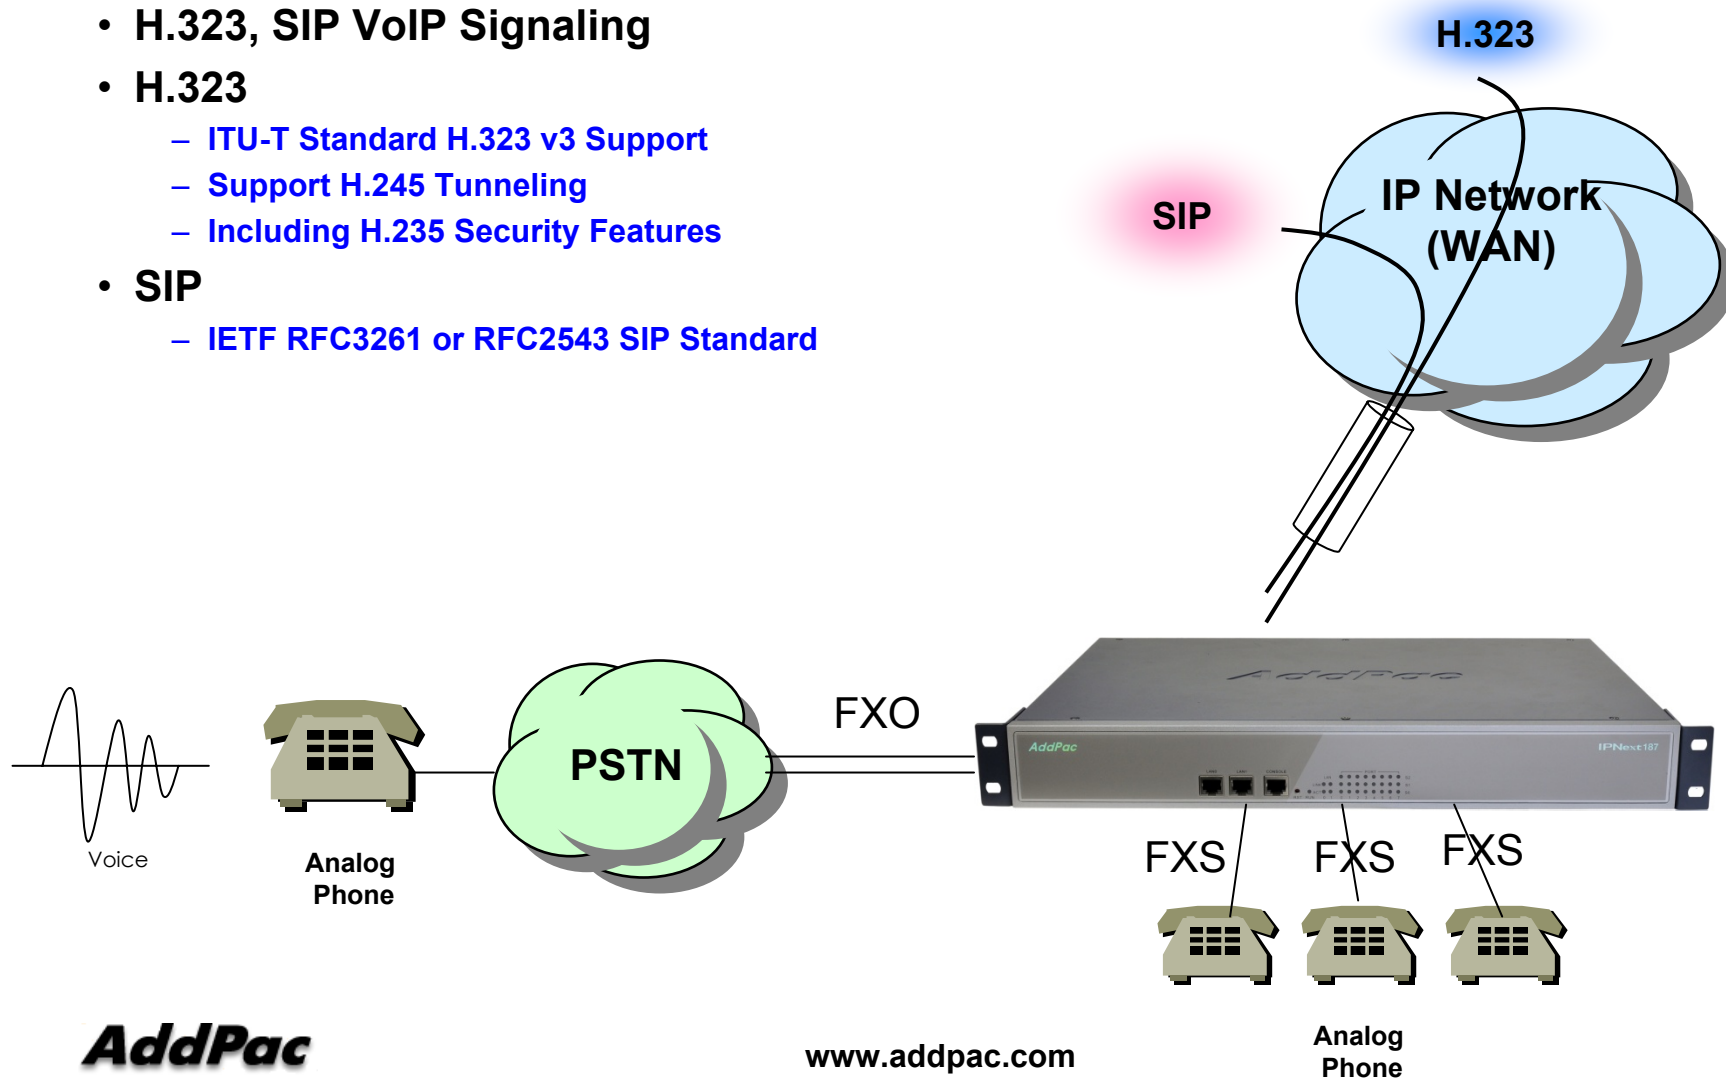 • H.323, SIP VoIP Signaling
• H.323
– ITU-T Standard H.323 v3 Support
– Support H.245 Tunneling
– Including H.235 Security Features
• SIP
– IETF RFC3261 or RFC2543 SIP Standard
H.323
SIP
IP Network
(WAN)
Voice
Analog
Phone
PSTN
FXO
AddPac
AddPac
IPNext187
FXS
FXS
FXS
Analog
Phone
AddPac
www.addpac.com